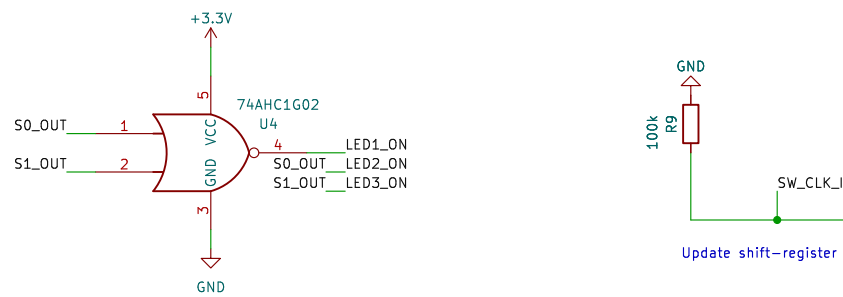 +3.3V
GND
5
74AHC1G02
U4
VCC
S0_OUT
1
4
LED1_ON
S0_OUT
LED2_ON
S1_OUT
2
GND
S1_OUT
LED3_ON
3
GND
100k
R9
SW_CLK_I
Update shift-register